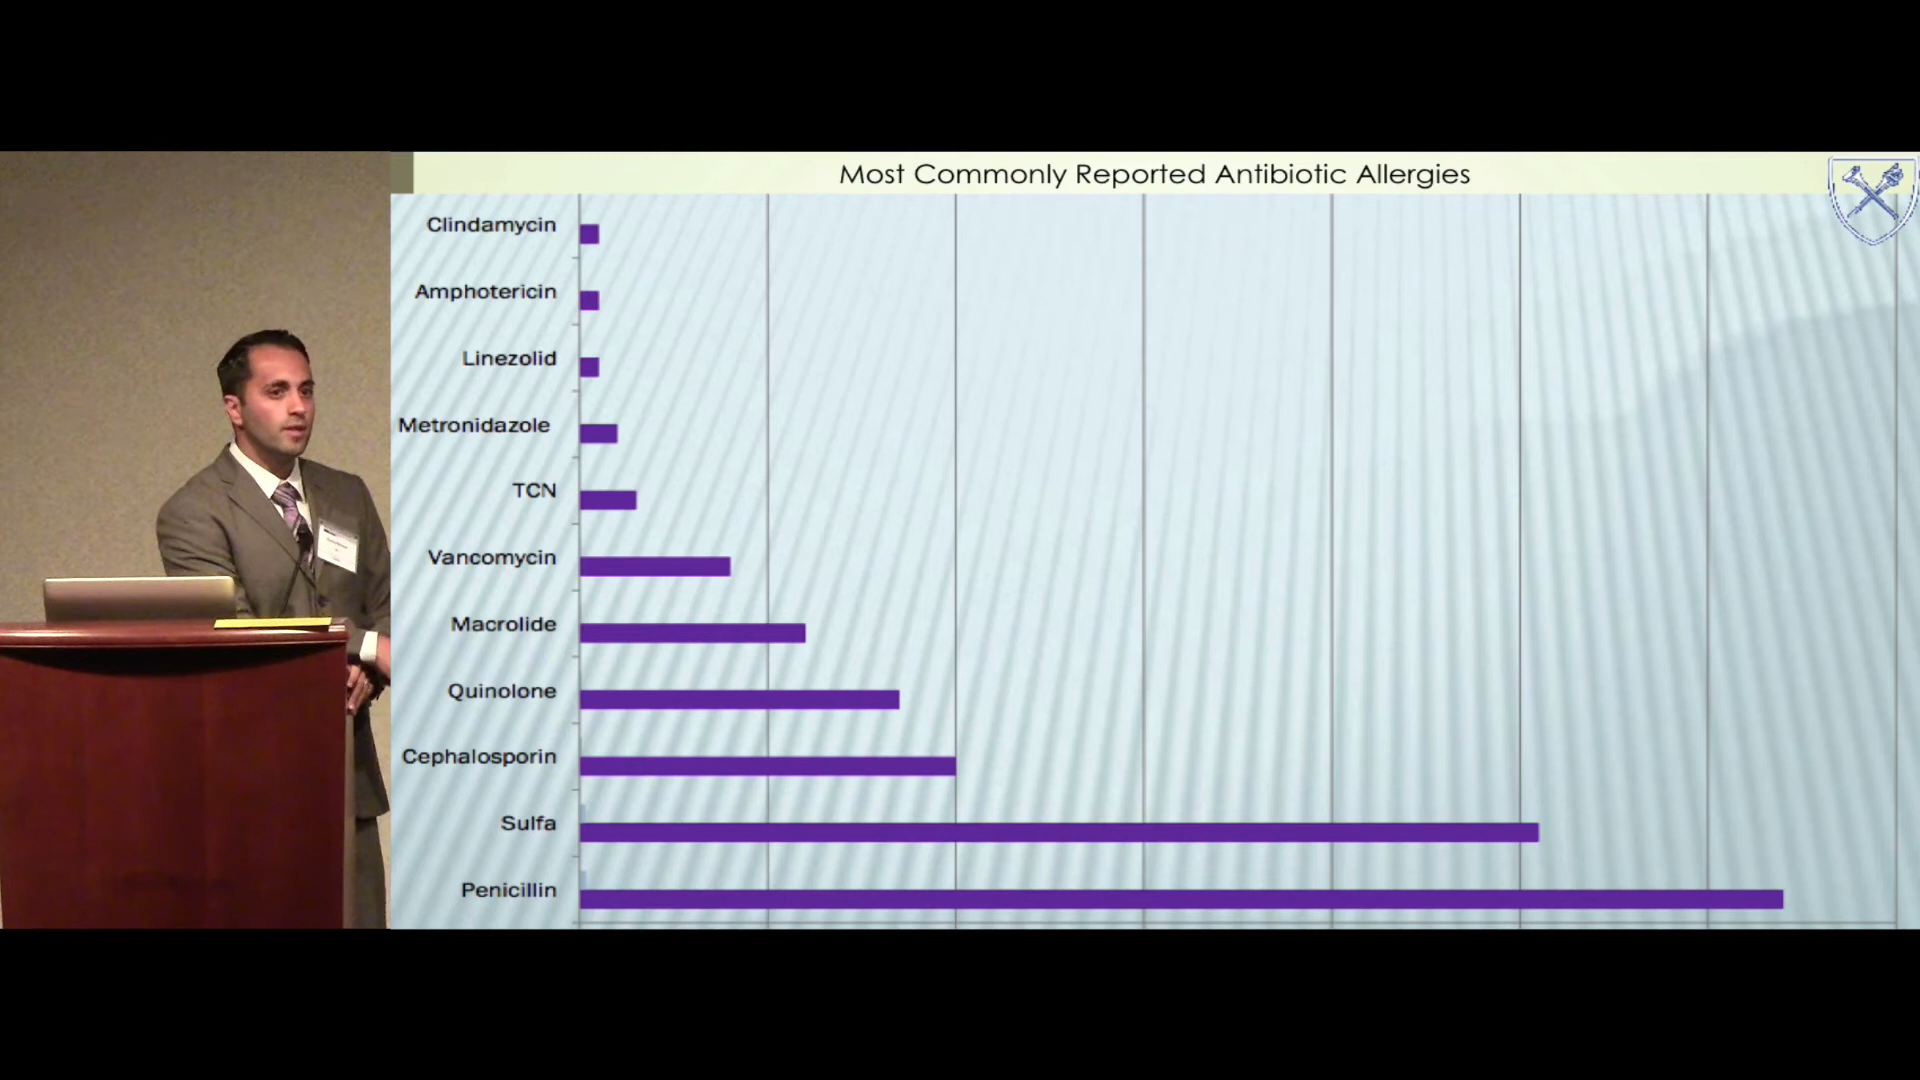 Most Commonly Reported Antibiotic Allergies
Clindamycin
Amphotericin
Linezolid
Metronidazole
TCN
Vancomycin
Macrolide
Quinolone
Cephalosporin
Sulfa
Penicillin